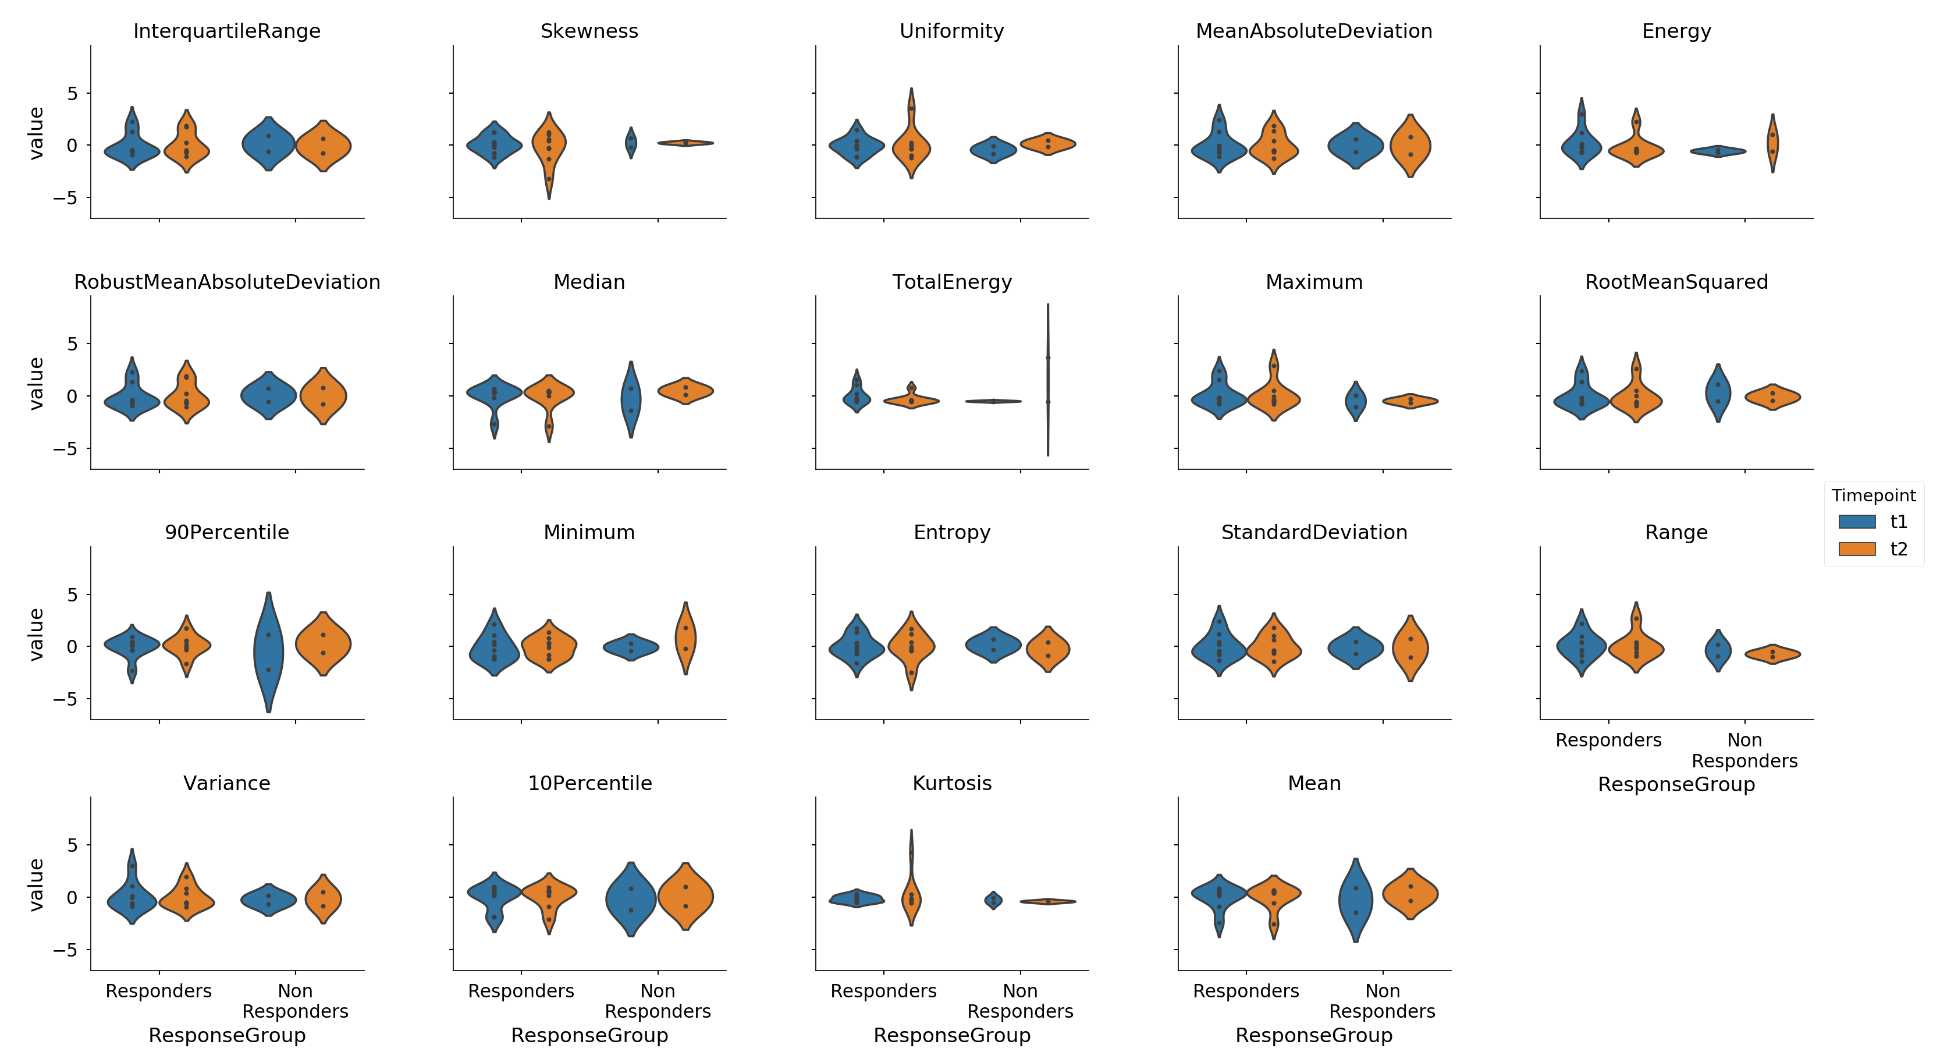 InterquartileRange
Skewness
Uniformity
MeanAbsoluteDeviation
Energy
value
5
0
−5
RobustMeanAbsoluteDeviation
Median
TotalEnergy
Maximum
RootMeanSquared
value
5
0
−5
Timepoint
t1
t2
90Percentile
Minimum
Entropy
StandardDeviation
Range
value
5
0
−5
Responders
Non
Responders
ResponseGroup
Variance
10Percentile
Kurtosis
Mean
value
5
0
−5
Responders
Non
Responders
ResponseGroup
Responders
Non
Responders
ResponseGroup
Responders
Non
Responders
ResponseGroup
Responders
Non
Responders
ResponseGroup